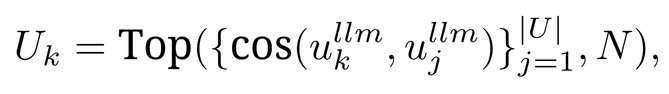 U_k = Top({cos(u_k^{llm}, u_j^{llm})}_{j=1}^{|U|}, N),